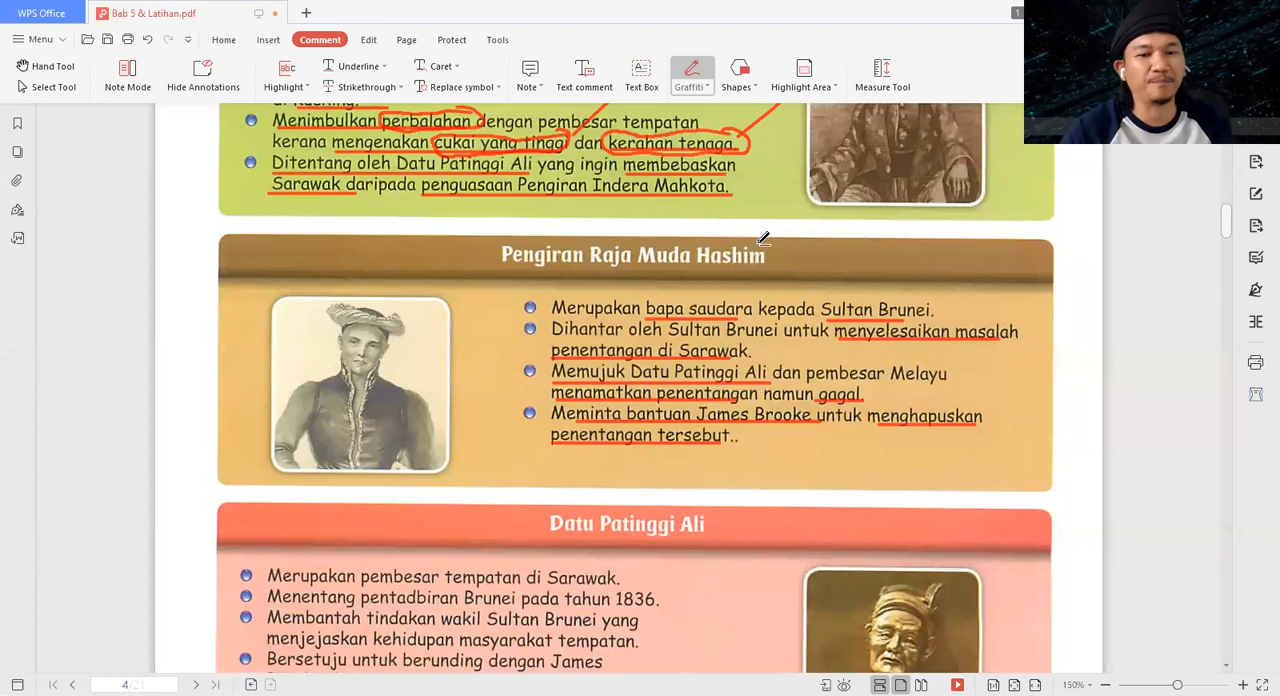 WPS Office
Bab 5 & Latihan.pdf
1
Menu
Home
Insert
Comment
Edit
Page
Protect
Tools
Hand Tool
Select Tool
Note Mode
Hide Annotations
Highlight
Underline
Strikethrough
Caret
Replace symbol
Note
Text comment
Text Box
Graffiti
Shapes
Highlight Area
Measure Tool
di Kuching.
Menimbulkan perbalahan dengan pembesar tempatan
kerana mengenakan cukai yang tinggi dan kerahan tenaga.
Ditentang oleh Datu Patinggi Ali yang ingin membebaskan
Sarawak daripada penguasaan Pengiran Indera Mahkota.
Pengiran Raja Muda Hashim
Merupakan bapa saudara kepada Sultan Brunei.
Dihantar oleh Sultan Brunei untuk menyelesaikan masalah
penentangan di Sarawak.
Memujuk Datu Patinggi Ali dan pembesar Melayu
menamatkan penentangan namun gagal.
Meminta bantuan James Brooke untuk menghapuskan
penentangan tersebut..
Datu Patinggi Ali
Merupakan pembesar tempatan di Sarawak.
Menentang pentadbiran Brunei pada tahun 1836.
Membantah tindakan wakil Sultan Brunei yang
menjejaskan kehidupan masyarakat tempatan.
Bersetuju untuk berunding dengan James
4/21
150%